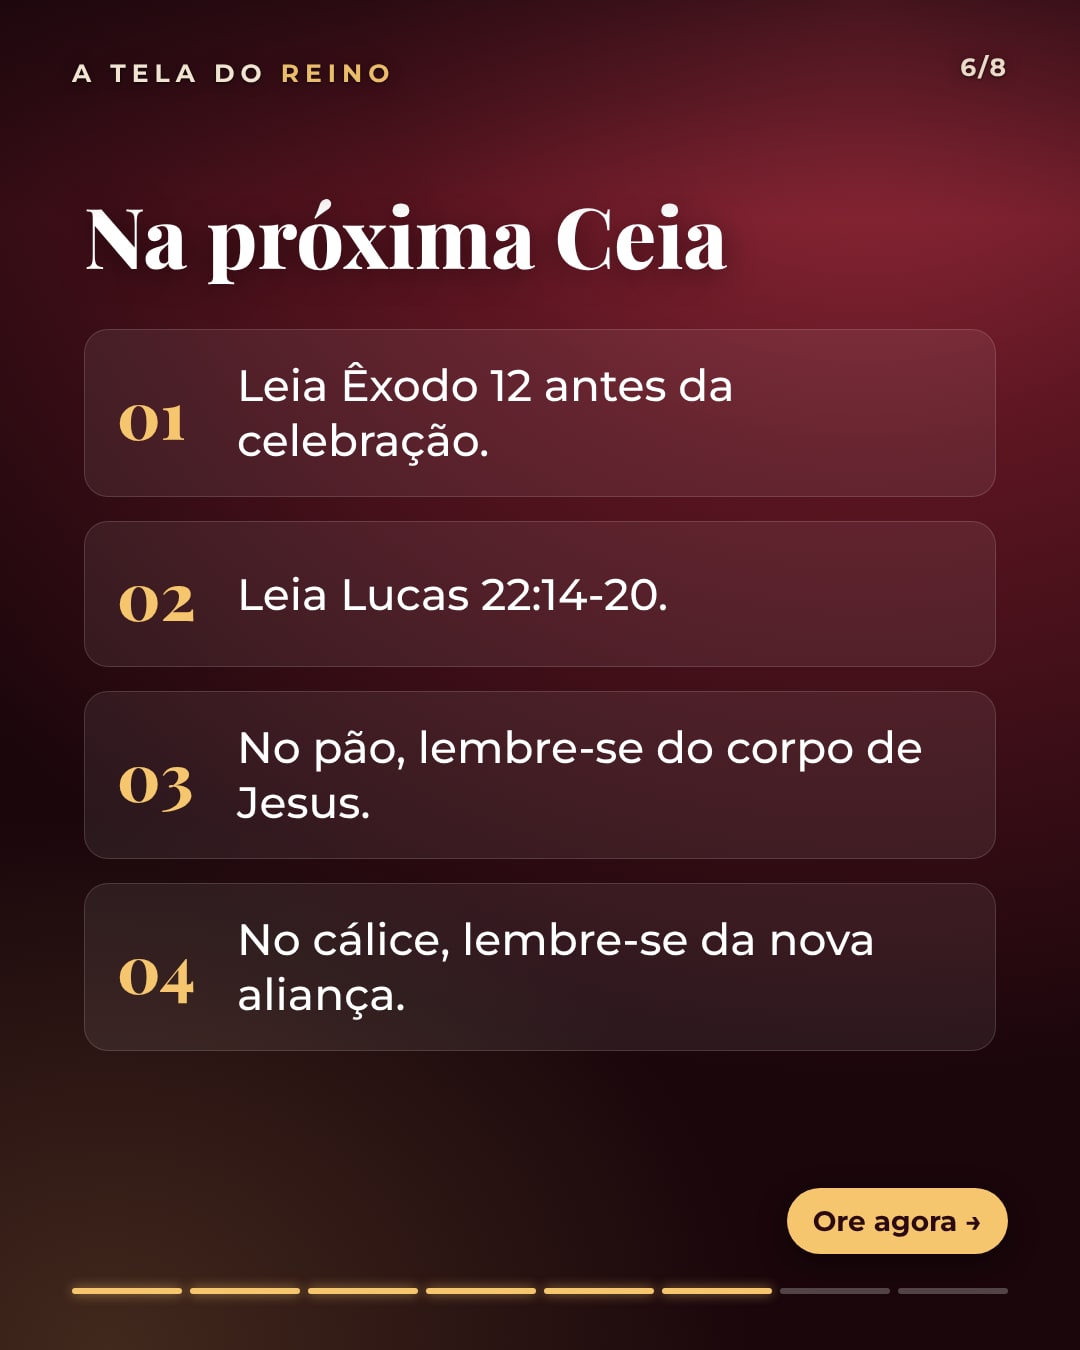 A TELA DO REINO
6/8
Na próxima Ceia
01
Leia Êxodo 12 antes da
celebração.
02
Leia Lucas 22:14-20.
03
No pão, lembre-se do corpo de
Jesus.
04
No cálice, lembre-se da nova
aliança.
Ore agora →